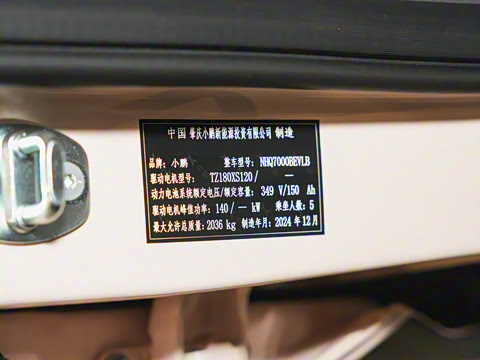 中国 肇庆小鹏新能源投资有限公司 制造
品牌：小鹏 整车型号：NHQ7000BEVLB
驱动电机型号：TZ180XS120/ —
动力电池系统额定电压/额定容量：349 V/150 Ah
驱动电机峰值功率：140/— kW 乘坐人数：5
最大允许总质量：2036 kg 制造年月：2024 年 12 月